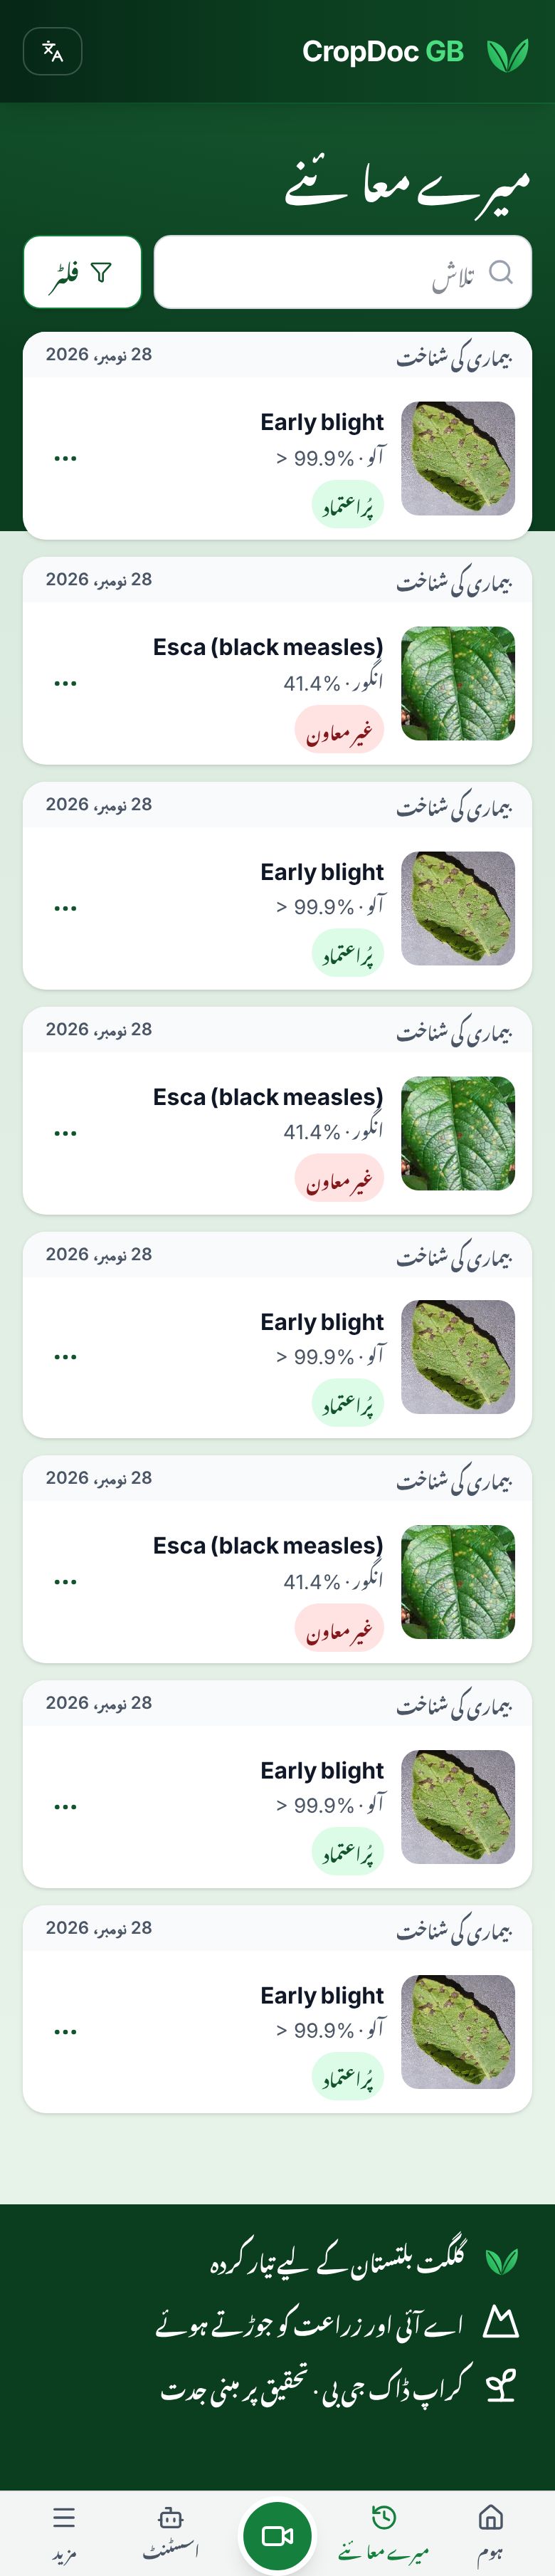 CropDoc GB
میرے معائنے
تلاش
فلٹر
بیماری کی شناخت
28 نومبر، 2026
Early blight
آلو · 99.9% <
پُراعتماد
بیماری کی شناخت
28 نومبر، 2026
Esca (black measles)
انگور · 41.4%
غیر معاون
بیماری کی شناخت
28 نومبر، 2026
Early blight
آلو · 99.9% <
پُراعتماد
بیماری کی شناخت
28 نومبر، 2026
Esca (black measles)
انگور · 41.4%
غیر معاون
بیماری کی شناخت
28 نومبر، 2026
Early blight
آلو · 99.9% <
پُراعتماد
بیماری کی شناخت
28 نومبر، 2026
Esca (black measles)
انگور · 41.4%
غیر معاون
بیماری کی شناخت
28 نومبر، 2026
Early blight
آلو · 99.9% <
پُراعتماد
بیماری کی شناخت
28 نومبر، 2026
Early blight
آلو · 99.9% <
پُراعتماد
گلگت بلتستان کے لیے تیار کردہ
اے آئی اور زراعت کو جوڑتے ہوئے
کراپ ڈاک جی بی · تحقیق پر مبنی جدت
ہوم
میرے معائنے
اسسٹنٹ
مزید